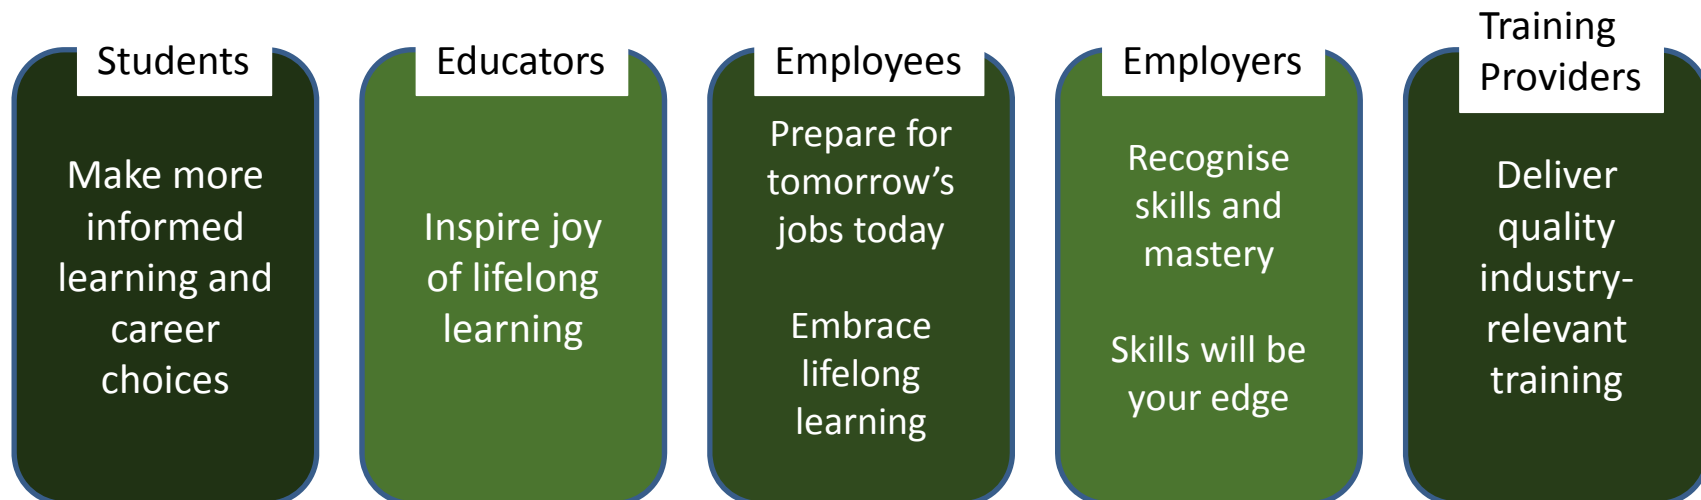 Students
Make more
informed
learning and
career
choices
Educators
Inspire joy
of lifelong
learning
Employees
Prepare for
tomorrow’s
jobs today
Embrace
lifelong
learning
Employers
Recognise
skills and
mastery
Skills will be
your edge
Training
Providers
Deliver
quality
industry-
relevant
training